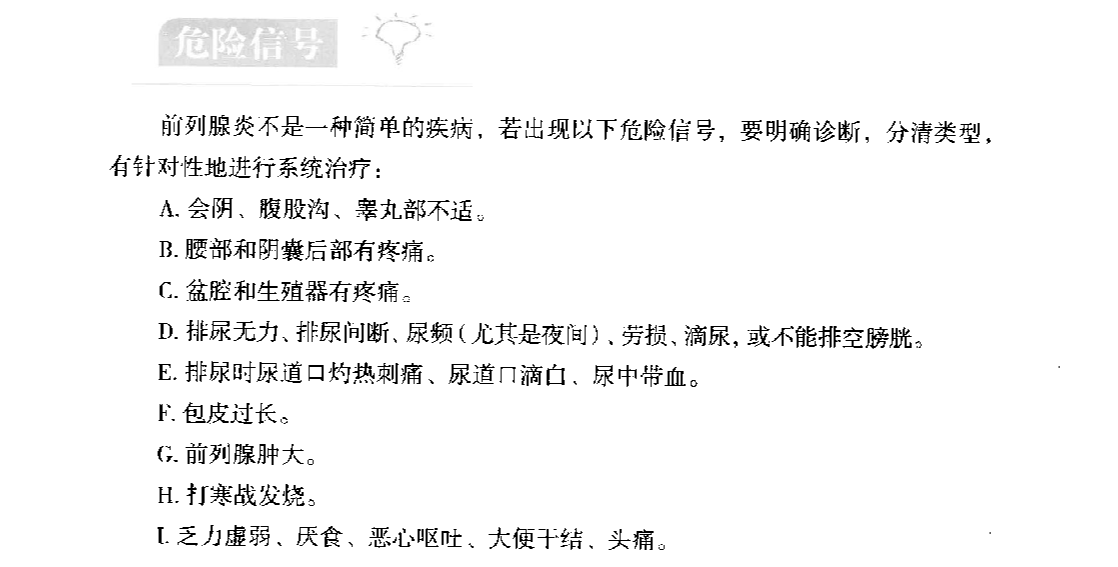 危险信号
前列腺炎不是一种简单的疾病，若出现以下危险信号，要明确诊断，分清类型，
有针对性地进行系统治疗：
A. 会阴、腹股沟、睾丸部不适。
B. 腰部和阴囊后部有疼痛。
C. 盆腔和生殖器有疼痛。
D. 排尿无力、排尿间断、尿频（尤其是夜间）、劳损、滴尿，或不能排空膀胱。
E. 排尿时尿道口灼热刺痛、尿道口滴白、尿中带血。
F. 包皮过长。
G. 前列腺肿大。
H. 打寒战发烧。
I. 乏力虚弱、厌食、恶心呕吐、大便干结、头痛。